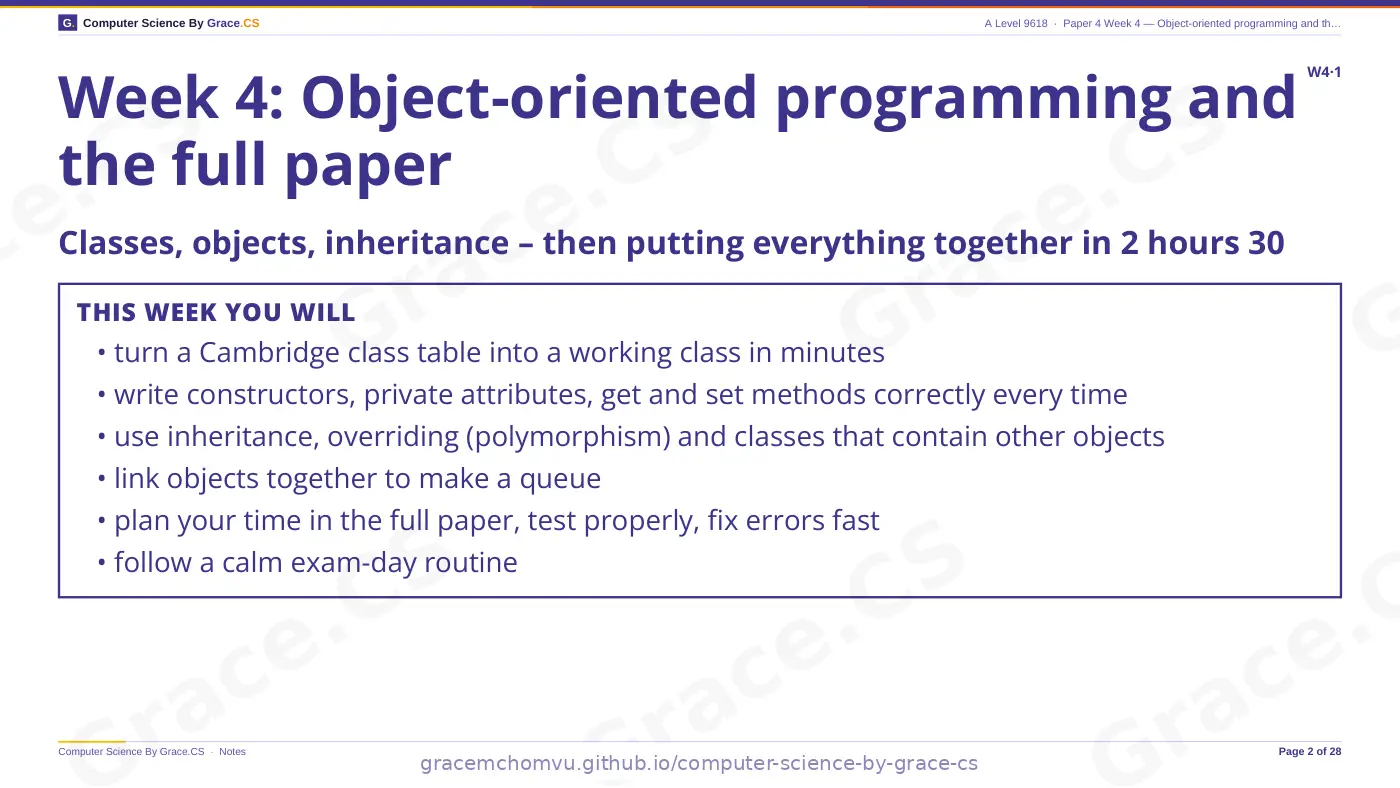 G. Computer Science By Grace.CS
A Level 9618 · Paper 4 Week 4 — Object-oriented programming and th…
W4·1
Week 4: Object-oriented programming and
the full paper
Classes, objects, inheritance – then putting everything together in 2 hours 30
THIS WEEK YOU WILL
• turn a Cambridge class table into a working class in minutes
• write constructors, private attributes, get and set methods correctly every time
• use inheritance, overriding (polymorphism) and classes that contain other objects
• link objects together to make a queue
• plan your time in the full paper, test properly, fix errors fast
• follow a calm exam-day routine
Computer Science By Grace.CS · Notes
Page 2 of 28
gracemchomvu.github.io/computer-science-by-grace-cs